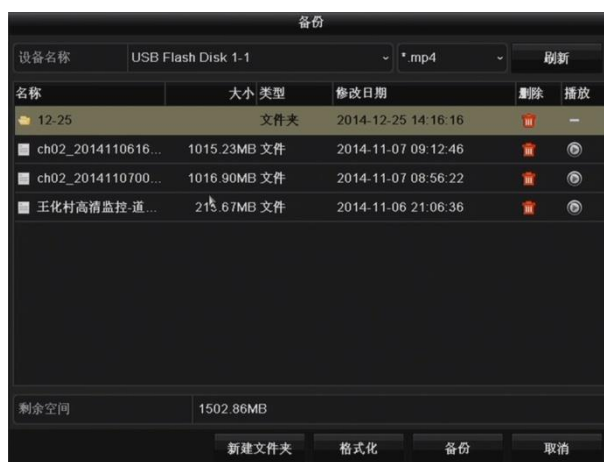 备份
设备名称 USB Flash Disk 1-1 *.mp4 刷新
名称 大小 类型 修改日期 删除 播放
12-25 文件夹 2014-12-25 14:16:16
ch02_2014110616... 1015.23MB 文件 2014-11-07 09:12:46
ch02_2014110700... 1016.90MB 文件 2014-11-07 08:56:22
王化村高清监控-道... 213.67MB 文件 2014-11-06 21:06:36
剩余空间 1502.86MB
新建文件夹 格式化 备份 取消